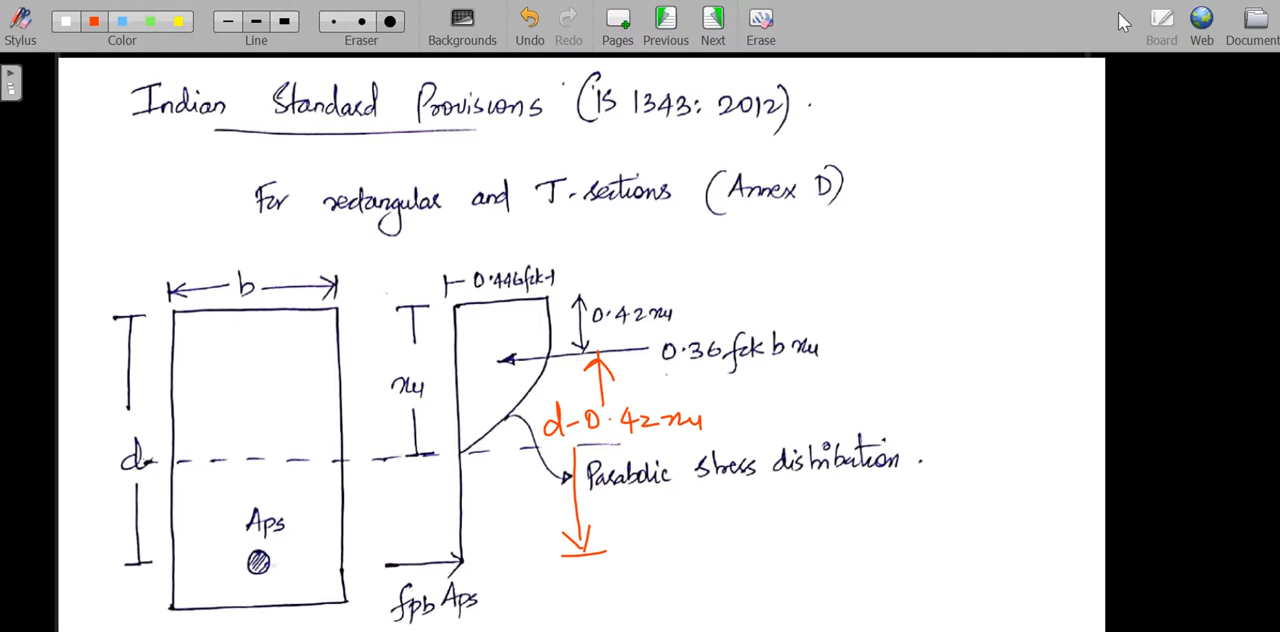 Stylus
Color
Line
Eraser
Backgrounds
Undo
Redo
Pages
Previous
Next
Erase
Board
Web
Document
Indian Standard Provisions (IS 1343: 2012).
For rectangular and T-sections (Annex D)
b
0.446fck
0.42xu
0.36 fck b xu
xu
d-0.42xu
d
Parabolic stress distribution.
Aps
fpb Aps